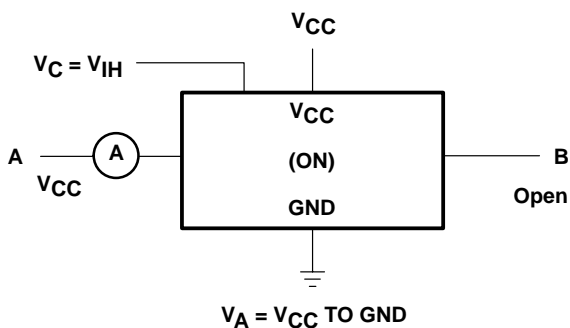 VCC
VC = VIH
VCC
A
A
(ON)
B
VCC
GND
Open
VA = VCC TO GND